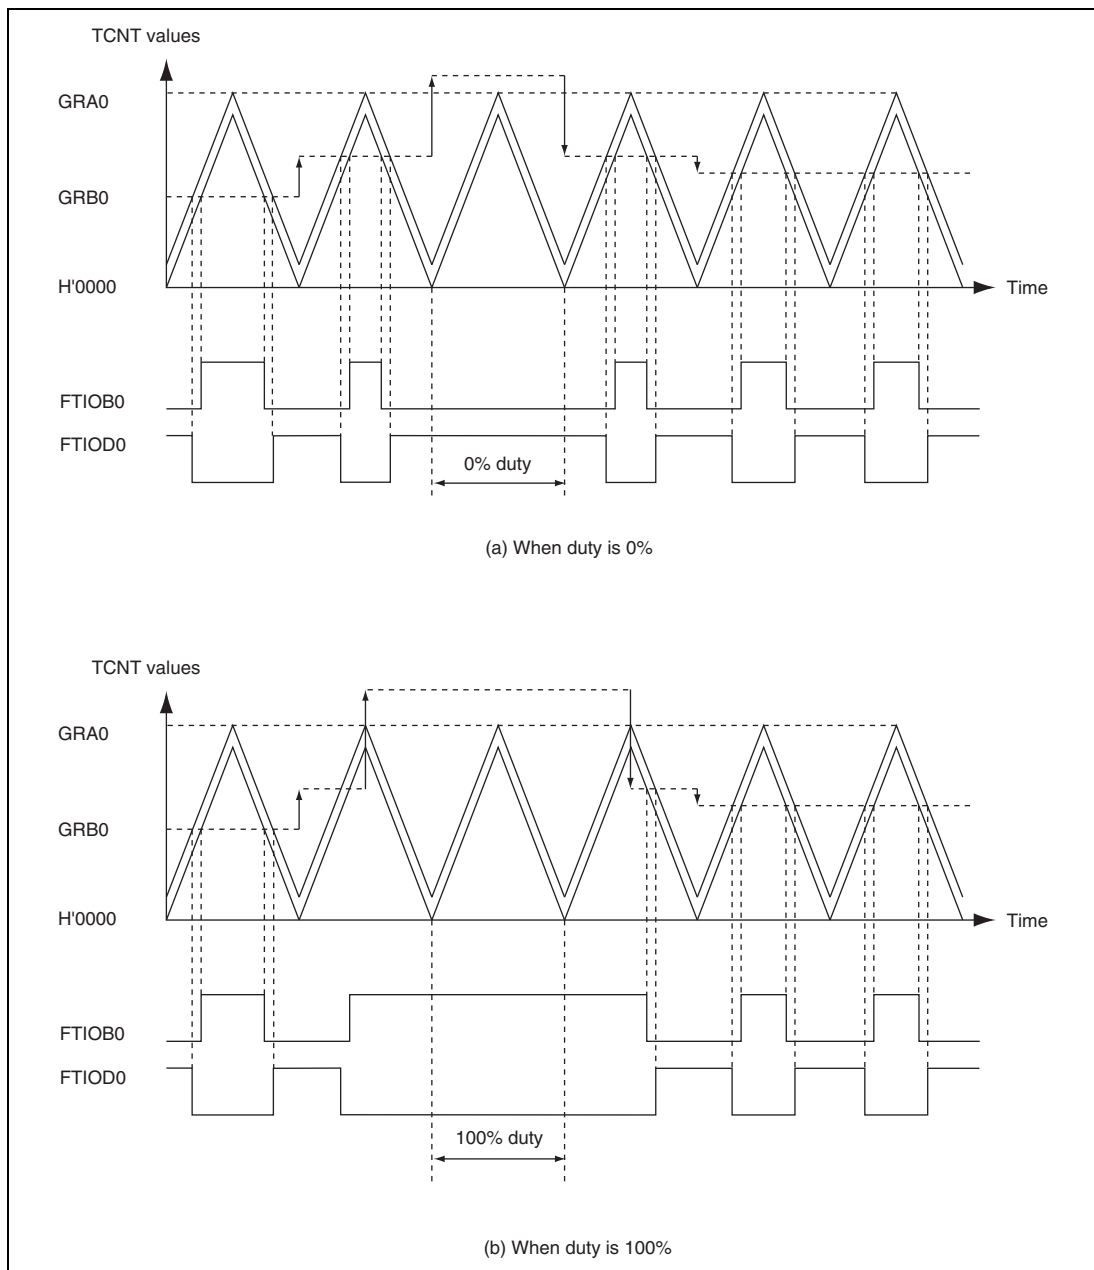 TCNT values
GRA0
GRB0
H'0000
Time
FTIOB0
FTIOD0
0% duty
(a) When duty is 0%
TCNT values
GRA0
GRB0
H'0000
Time
FTIOB0
FTIOD0
100% duty
(b) When duty is 100%